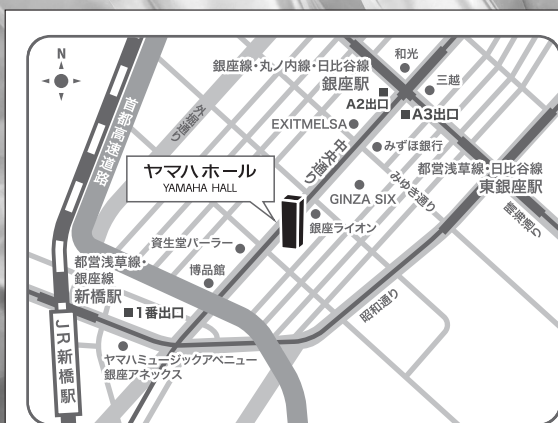 N
首都高速道路
外堀通り
銀座線・丸ノ内線・日比谷線
銀座駅
A2出口
和光
三越
A3出口
EXITMELSA
みずほ銀行
中央通り
都営浅草線・日比谷線
東銀座駅
晴海通り
みゆき通り
GINZA SIX
銀座ライオン
ヤマハホール
YAMAHA HALL
資生堂パーラー
博品館
都営浅草線・
銀座線
新橋駅
1番出口
昭和通り
JR新橋駅
ヤマハミュージックアベニュー
銀座アネックス